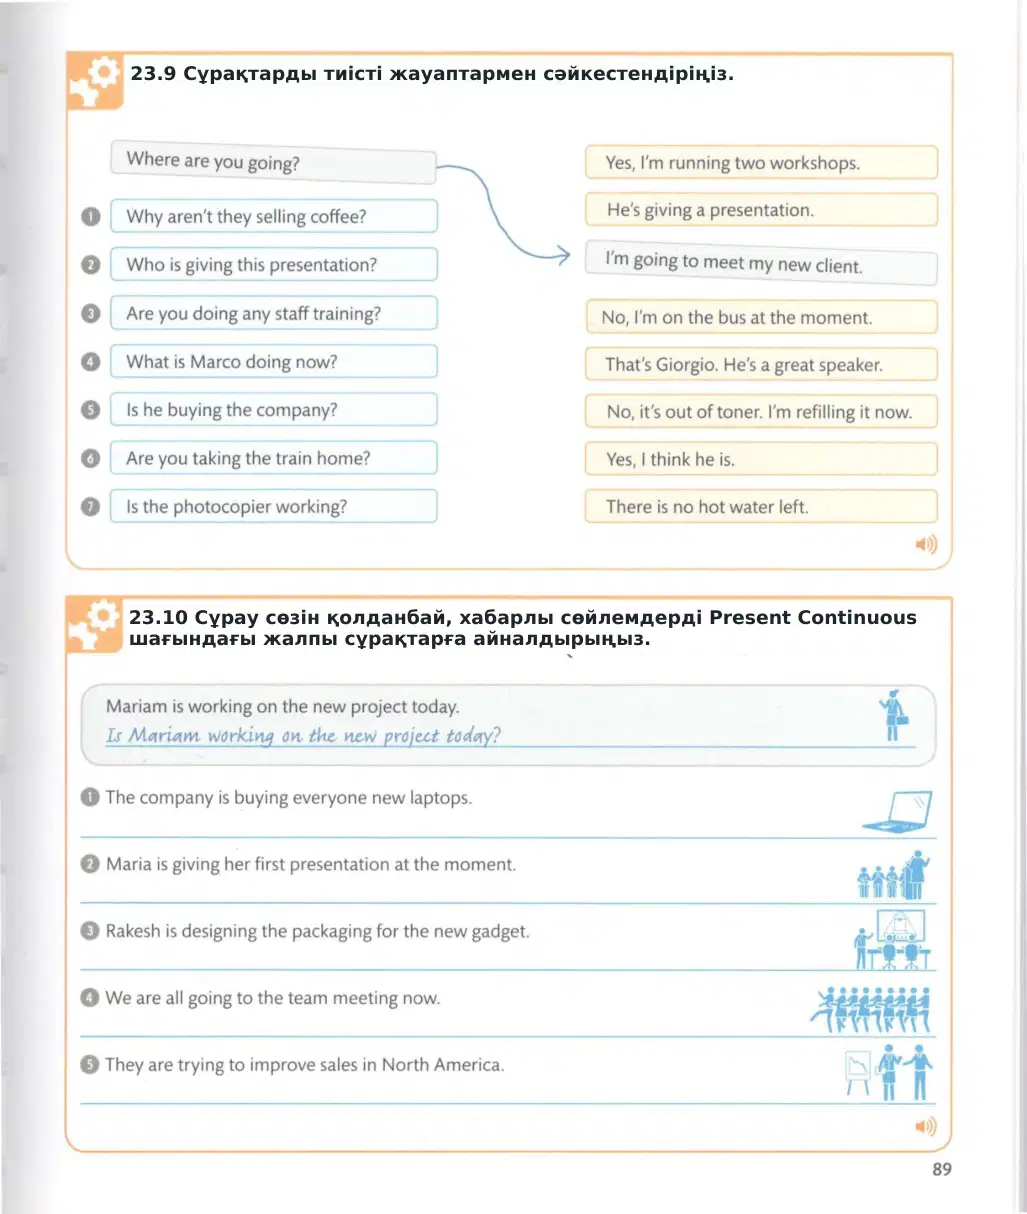 23.9 Сұрақтарды тиісті жауаптармен сәйкестендіріңіз.
Where are you going?
1 Why aren't they selling coffee?
2 Who is giving this presentation?
3 Are you doing any staff training?
4 What is Marco doing now?
5 Is he buying the company?
6 Are you taking the train home?
7 Is the photocopier working?
Yes, I'm running two workshops.
He's giving a presentation.
I'm going to meet my new client.
No, I'm on the bus at the moment.
That's Giorgio. He's a great speaker.
No, it's out of toner. I'm refilling it now.
Yes, I think he is.
There is no hot water left.
23.10 Сұрау сөзін қолданбай, хабарлы сөйлемдерді Present Continuous
шағындағы жалпы сұрақтарға айналдырыңыз.
Mariam is working on the new project today.
Is Mariam working on the new project today?
1 The company is buying everyone new laptops.
2 Maria is giving her first presentation at the moment.
3 Rakesh is designing the packaging for the new gadget.
4 We are all going to the team meeting now.
5 They are trying to improve sales in North America.
89